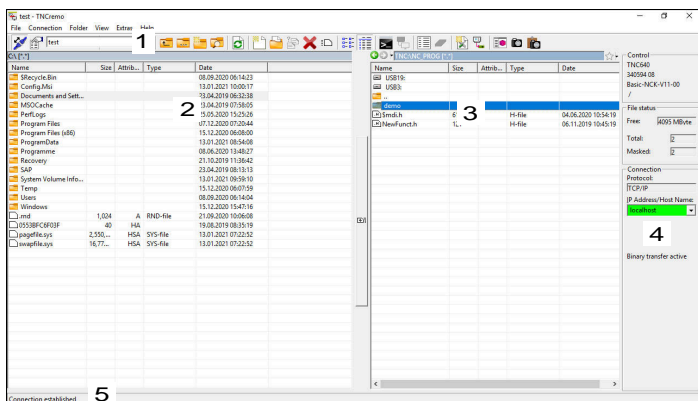 test - TNCremo
File Connection Folder View Extras Help
test
1
C:\ [*.*]
Name Size Attrib... Type Date
SRecycle.Bin 08.09.2020 06:14:23
Config.Msi 13.01.2021 10:00:17
Documents and Sett... 23.04.2019 06:32:38
MSOCache 23.04.2019 07:58:05
PerfLogs 15.05.2020 15:25:26
Program Files 07.12.2020 07:20:44
Program Files (x86) 15.12.2020 06:08:00
ProgramData 13.01.2021 08:54:08
Programme 08.06.2020 13:48:27
Recovery 21.10.2019 11:36:42
SAP 23.04.2019 08:13:13
System Volume Info... 13.01.2021 09:59:10
Temp 15.12.2020 06:07:59
Users 08.09.2020 06:14:04
Windows 15.12.2020 15:47:16
.rnd 1,024 A RND-file 21.09.2020 10:06:08
0553BFC6F03F 40 HA 19.08.2019 08:35:19
pagefile.sys 2,550,... HSA SYS-file 13.01.2021 07:22:52
swapfile.sys 16,77... HSA SYS-file 13.01.2021 07:22:52
2
TNC:\NC_PROG [*.*]
Name Size Attrib... Type Date
USB19:
USB3:
..
demo
$mdi.h H-file 04.06.2020 10:54:19
NewFunct.h H-file 06.11.2019 10:45:19
3
Control
TNC640
340594 08
Basic-NCK-V11-00
/
File status
Free: 4095 MByte
Total: 2
Masked: 2
Connection
Protocol:
TCP/IP
IP Address/Host Name:
localhost
4
Binary transfer active
Connection established
5